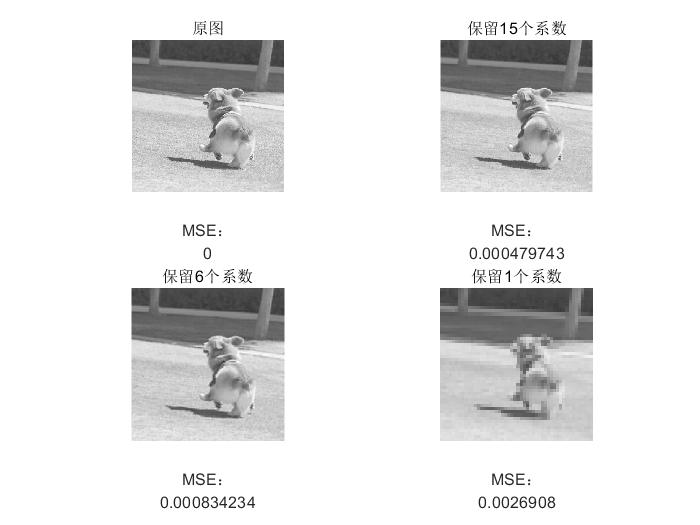 原图
保留15个系数
MSE：
0
MSE：
0.000479743
保留6个系数
保留1个系数
MSE：
0.000834234
MSE：
0.0026908